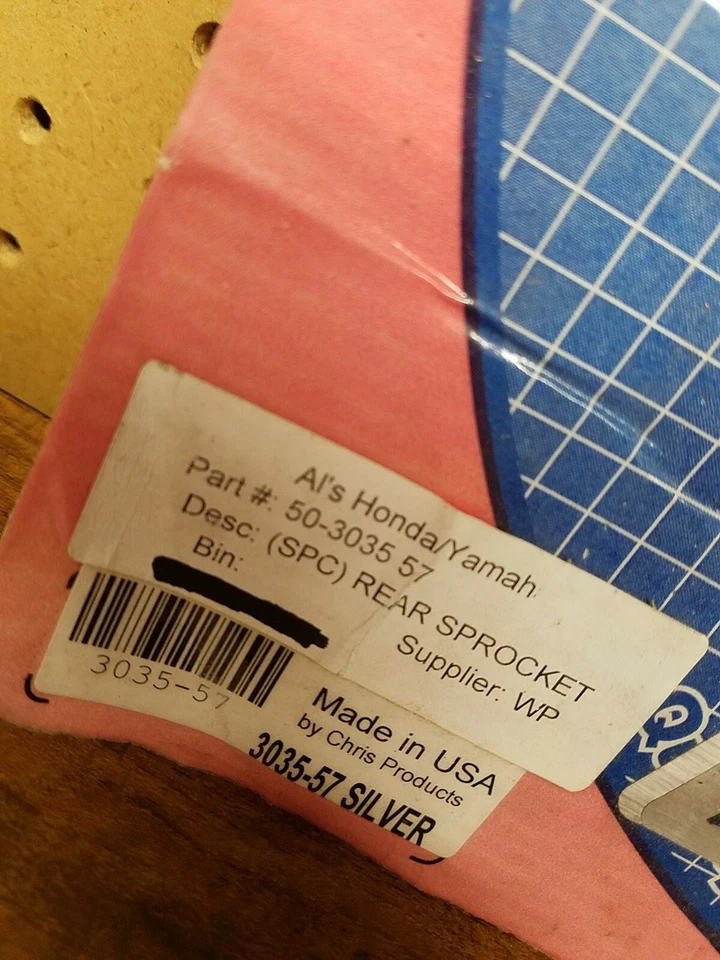 Al's Honda/Yamah
Part #: 50-3035 57
Desc: (SPC) REAR SPROCKET
Bin:
Supplier: WP
3035-57
Made in USA
by Chris Products
3035-57 SILVER